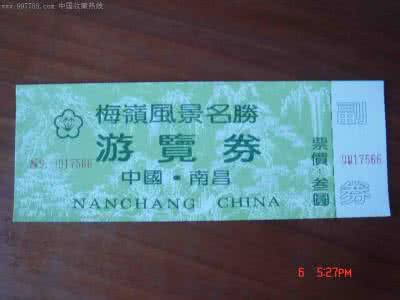 www.997788.com 中国收藏热线
梅嶺風景名勝
游覽券
№ 0017566
中國·南昌
NANCHANG CHINA
票價:叁圓
副券
0017566
6 5:27PM